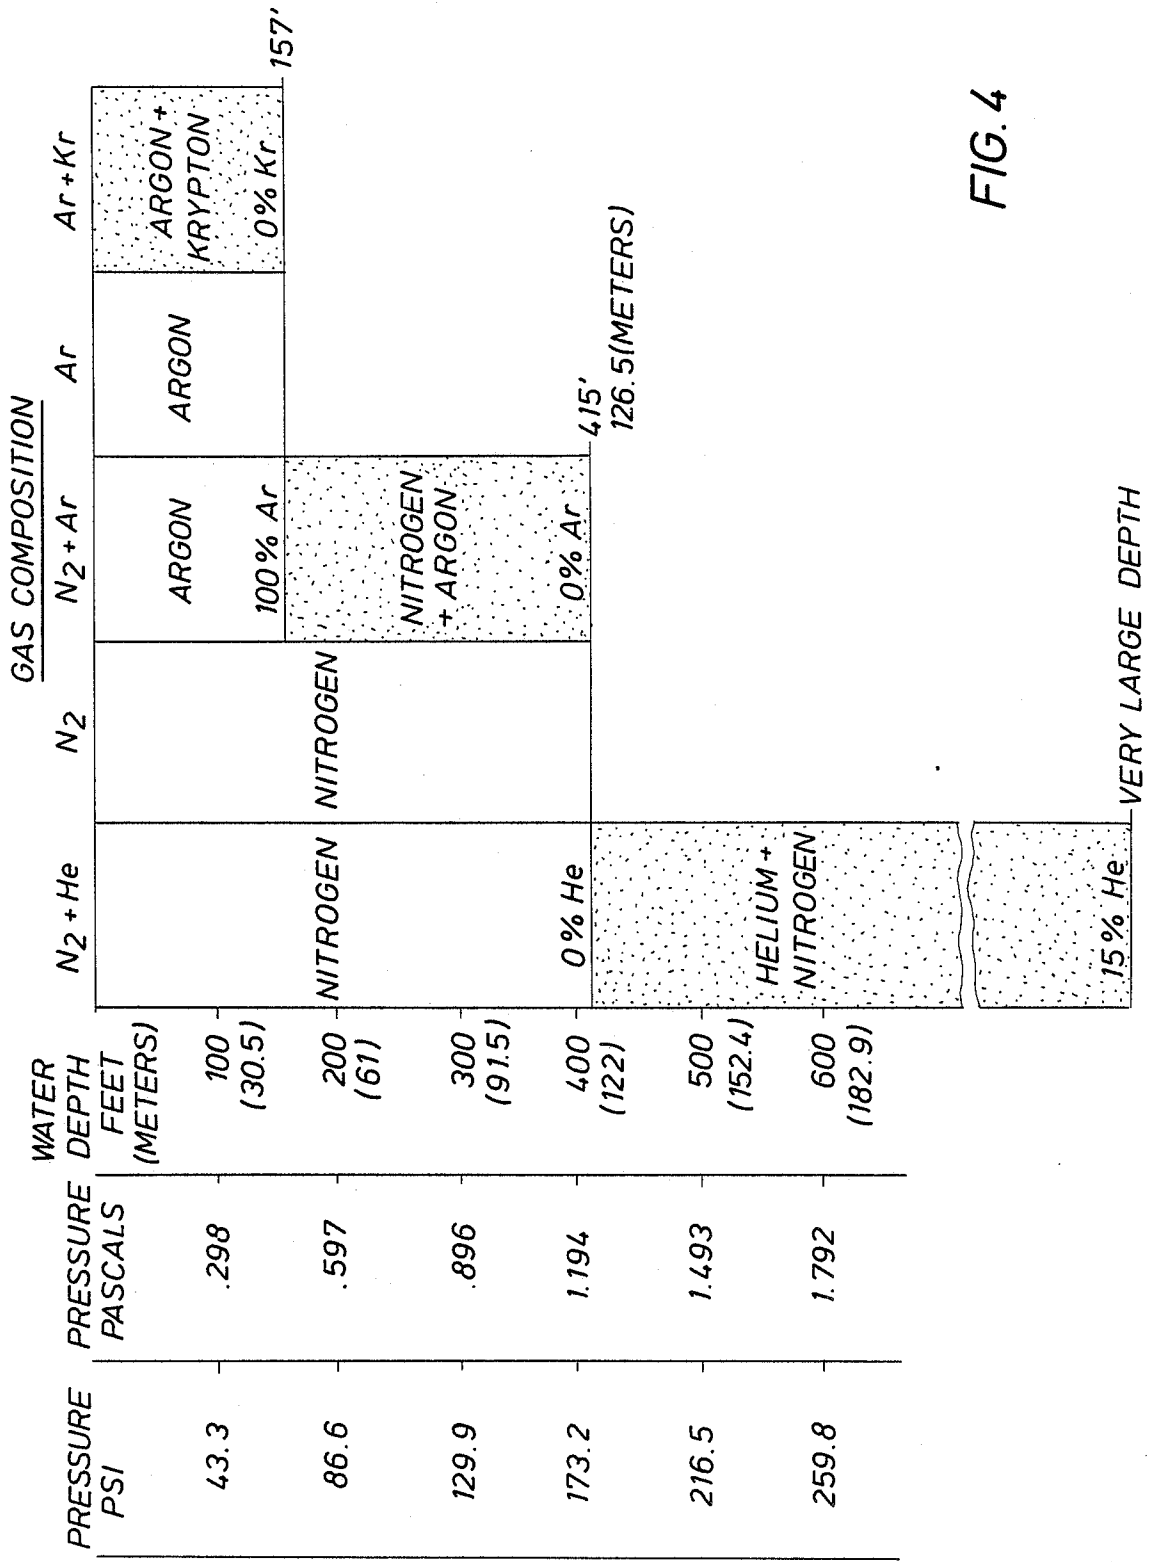 GAS COMPOSITION
PRESSURE
PSI
PRESSURE
PASCALS
WATER
DEPTH
FEET
(METERS)
N2 + He
N2
N2 + Ar
Ar
Ar + Kr
43.3
.298
100
(30.5)
86.6
.597
200
(61)
129.9
.896
300
(91.5)
173.2
1.194
400
(122)
216.5
1.493
500
(152.4)
259.8
1.792
600
(182.9)
NITROGEN
0% He
HELIUM +
NITROGEN
15% He
VERY LARGE DEPTH
NITROGEN
ARGON
100% Ar
NITROGEN
+ ARGON
0% Ar
415'
126.5(METERS)
ARGON
ARGON +
KRYPTON
0% Kr
157'
FIG. 4